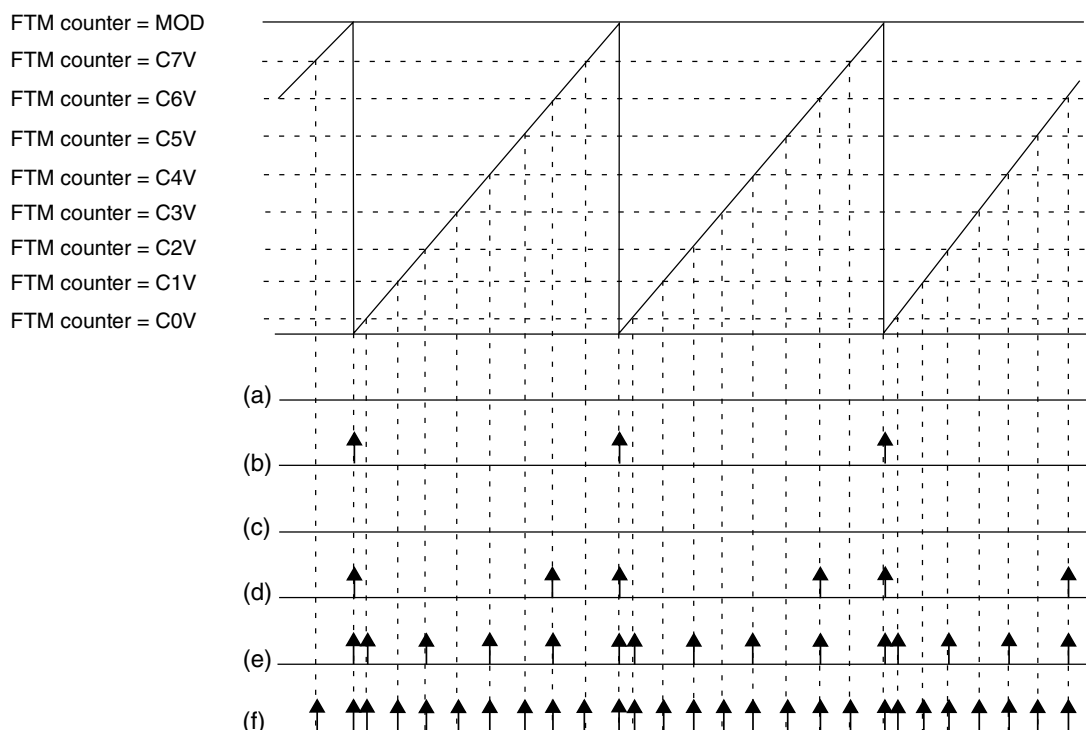 FTM counter = MOD
FTM counter = C7V
FTM counter = C6V
FTM counter = C5V
FTM counter = C4V
FTM counter = C3V
FTM counter = C2V
FTM counter = C1V
FTM counter = C0V
(a)
(b)
(c)
(d)
(e)
(f)